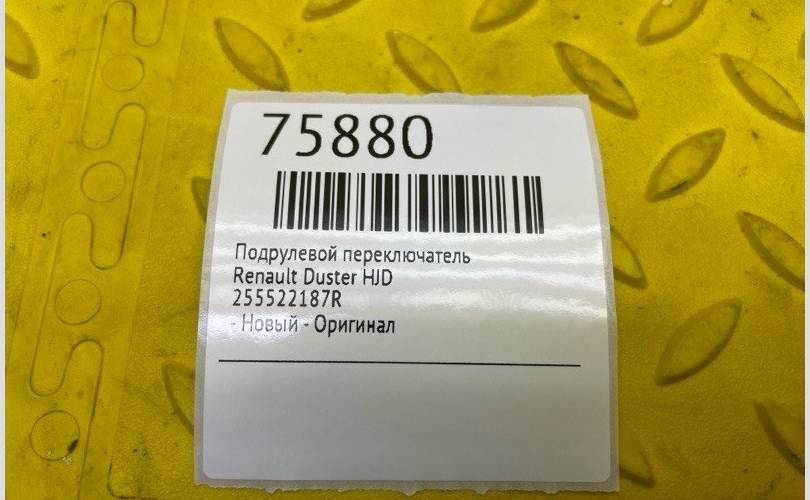 75880
Подрулевой переключатель
Renault Duster HJD
255522187R
- Новый - Оригинал